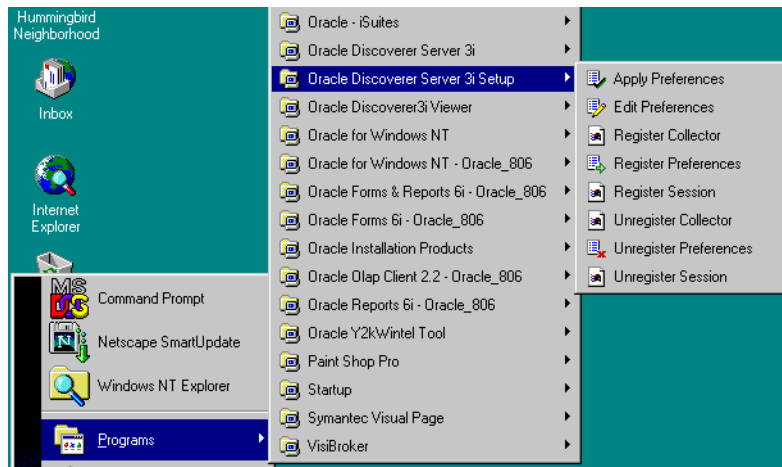 Hummingbird
Neighborhood
Inbox
Internet
Explorer
MS
DOS
Command Prompt
N
Netscape SmartUpdate
Windows NT Explorer
Programs
Oracle - iSuites
Oracle Discoverer Server 3i
Oracle Discoverer Server 3i Setup
Oracle Discoverer3i Viewer
Oracle for Windows NT
Oracle for Windows NT - Oracle_806
Oracle Forms & Reports 6i - Oracle_806
Oracle Forms 6i - Oracle_806
Oracle Installation Products
Oracle Olap Client 2.2 - Oracle_806
Oracle Reports 6i - Oracle_806
Oracle Y2kWintel Tool
Paint Shop Pro
Startup
Symantec Visual Page
VisiBroker
Apply Preferences
Edit Preferences
Register Collector
Register Preferences
Register Session
Unregister Collector
Unregister Preferences
Unregister Session